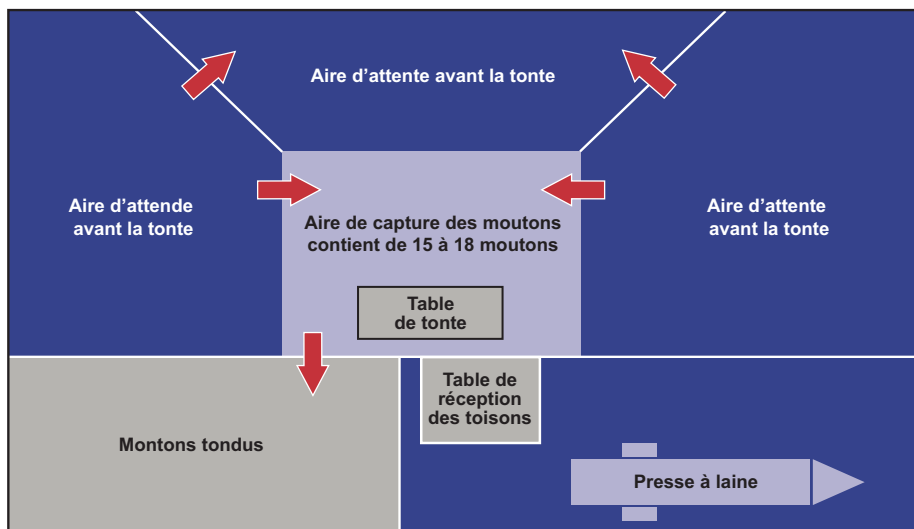 Aire d'attente avant la tonte
Aire d'attende
avant la tonte
Aire de capture des moutons
contient de 15 à 18 moutons
Aire d'attente
avant la tonte
Table
de tonte
Table de
réception
des toisons
Montons tondus
Presse à laine